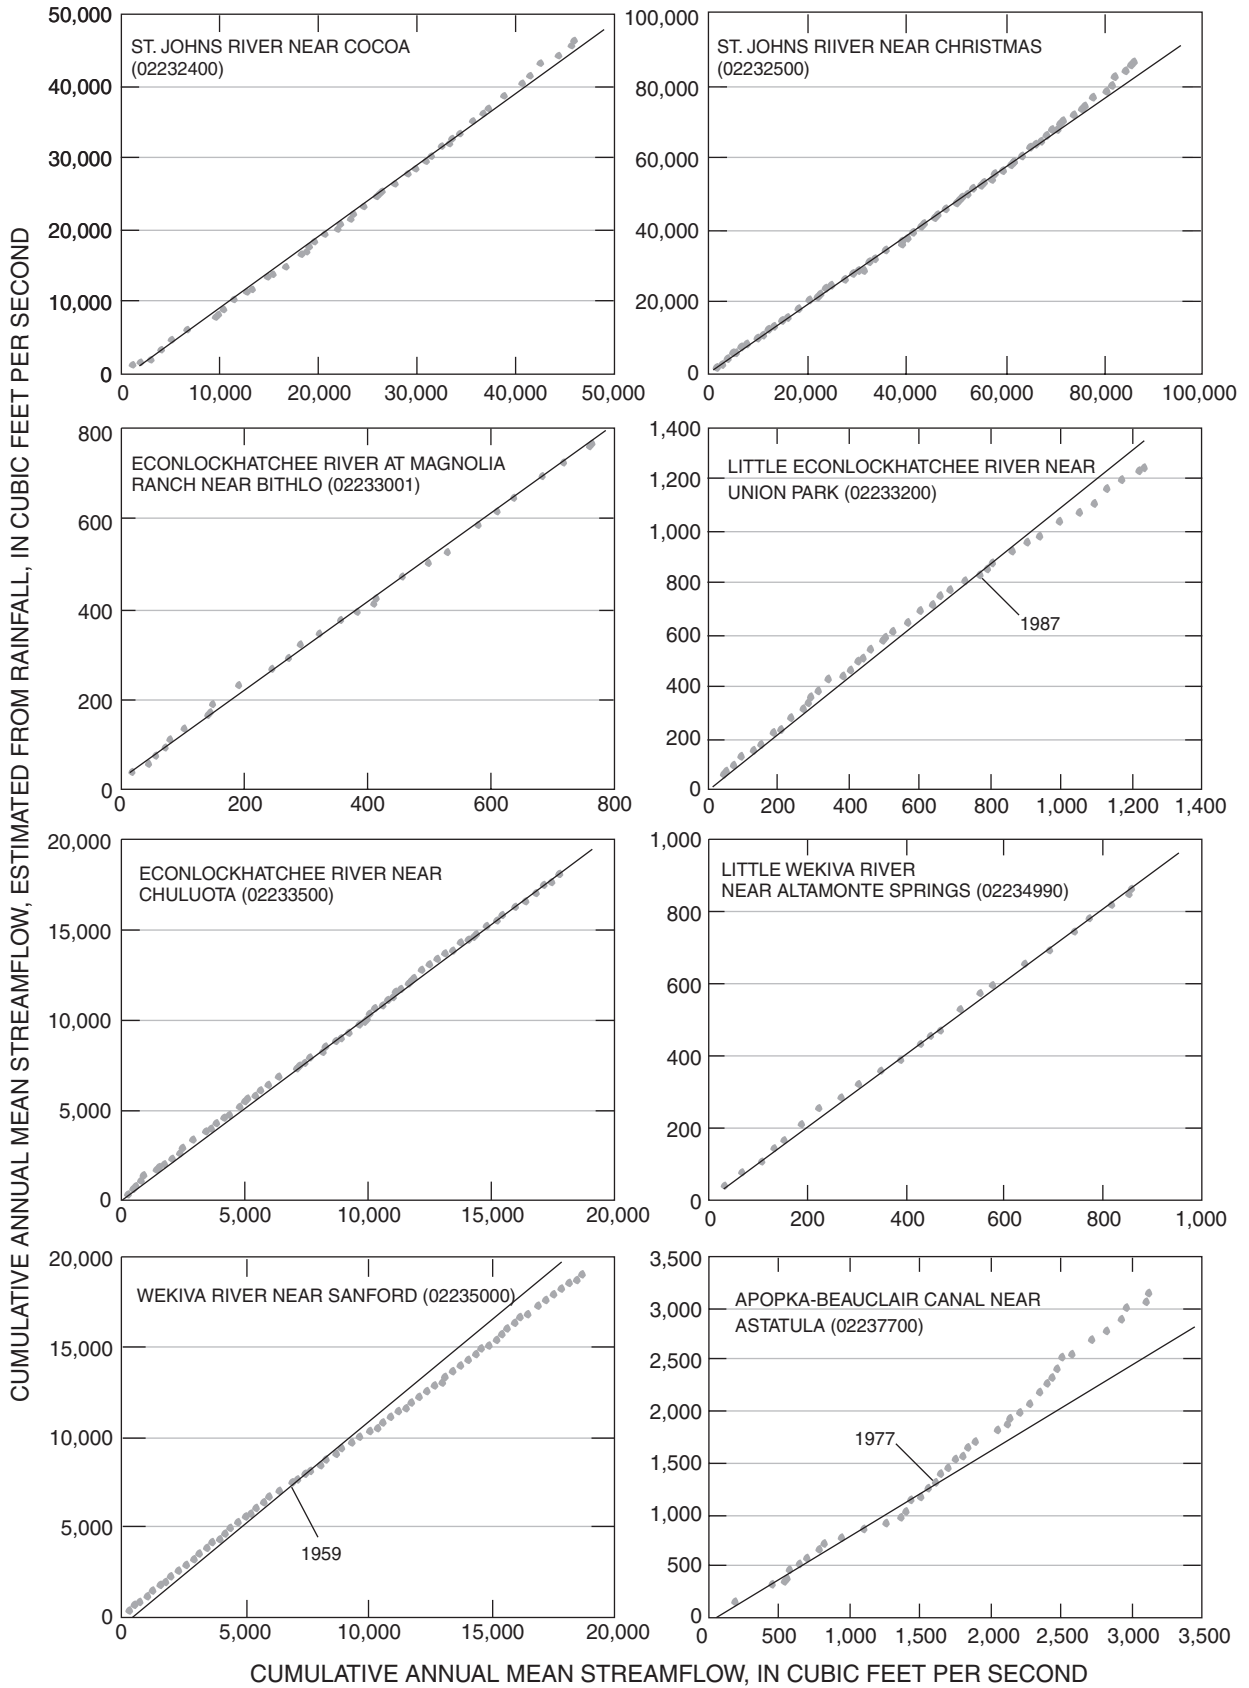 CUMULATIVE ANNUAL MEAN STREAMFLOW, ESTIMATED FROM RAINFALL, IN CUBIC FEET PER SECOND
50,000
40,000
30,000
20,000
10,000
0
ST. JOHNS RIVER NEAR COCOA
(02232400)
0 10,000 20,000 30,000 40,000 50,000
100,000
80,000
60,000
40,000
20,000
0
ST. JOHNS RIIVER NEAR CHRISTMAS
(02232500)
0 20,000 40,000 60,000 80,000 100,000
800
600
400
200
0
ECONLOCKHATCHEE RIVER AT MAGNOLIA
RANCH NEAR BITHLO (02233001)
0 200 400 600 800
1,400
1,200
1,000
800
600
400
200
0
LITTLE ECONLOCKHATCHEE RIVER NEAR
UNION PARK (02233200)
1987
0 200 400 600 800 1,000 1,200 1,400
20,000
15,000
10,000
5,000
0
ECONLOCKHATCHEE RIVER NEAR
CHULUOTA (02233500)
0 5,000 10,000 15,000 20,000
1,000
800
600
400
200
0
LITTLE WEKIVA RIVER
NEAR ALTAMONTE SPRINGS (02234990)
0 200 400 600 800 1,000
20,000
15,000
10,000
5,000
0
WEKIVA RIVER NEAR SANFORD (02235000)
1959
0 5,000 10,000 15,000 20,000
3,500
3,000
2,500
2,000
1,500
1,000
500
0
APOPKA-BEAUCLAIR CANAL NEAR
ASTATULA (02237700)
1977
0 500 1,000 1,500 2,000 2,500 3,000 3,500
CUMULATIVE ANNUAL MEAN STREAMFLOW, IN CUBIC FEET PER SECOND